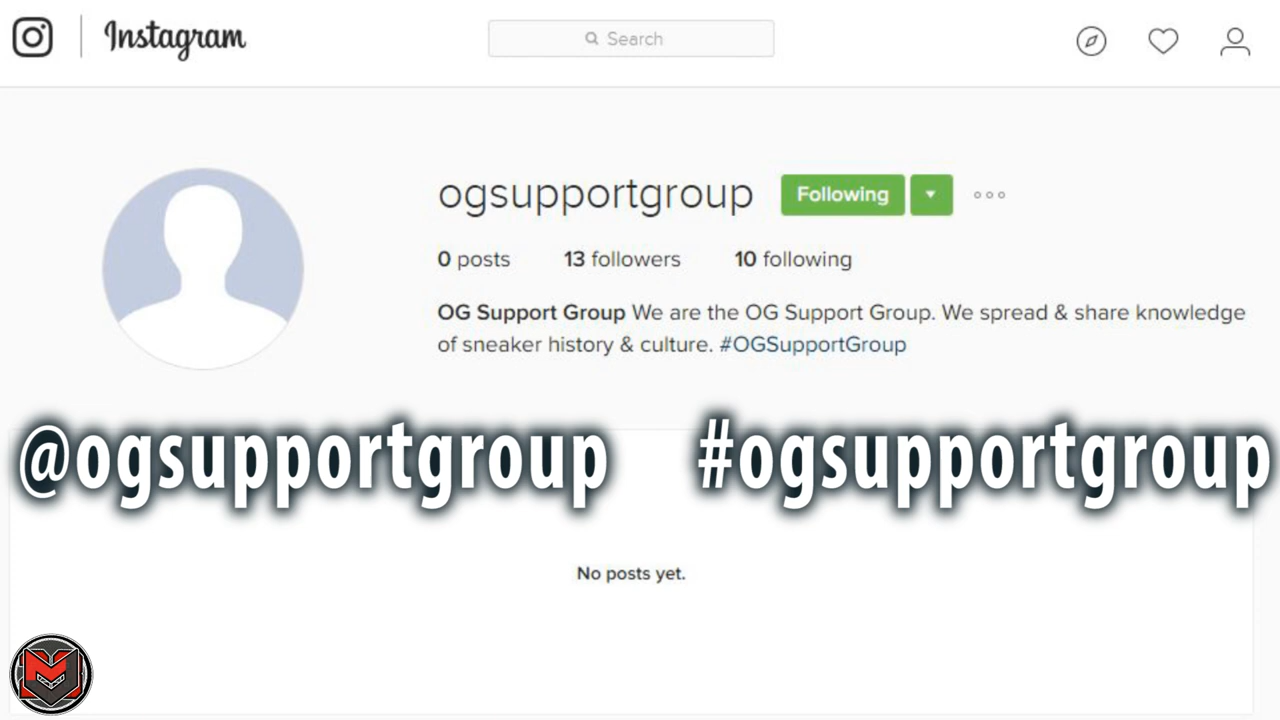 Instagram
Search
ogsupportgroup Following
0 posts 13 followers 10 following
OG Support Group We are the OG Support Group. We spread & share knowledge
of sneaker history & culture. #OGSupportGroup
@ogsupportgroup #ogsupportgroup
No posts yet.